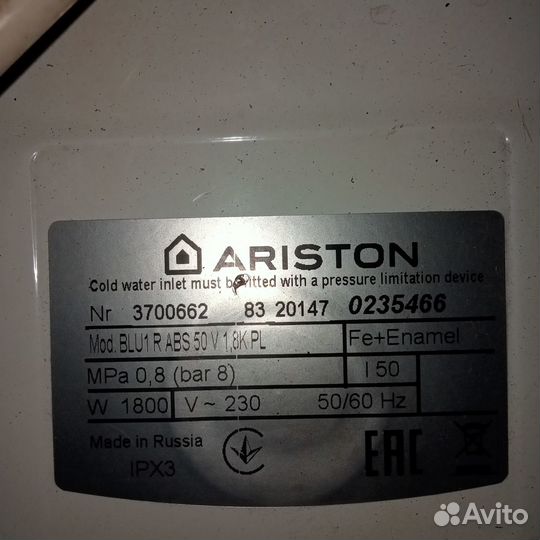 ARISTON
Cold water inlet must be fitted with a pressure limitation device
Nr 3700662 83 20147 0235466
Mod. BLU1 R ABS 50 V 1,8K PL Fe+Enamel
MPa 0,8 (bar 8) l 50
W 1800 V ~ 230 50/60 Hz
Made in Russia
IPX3
EAC
Avito